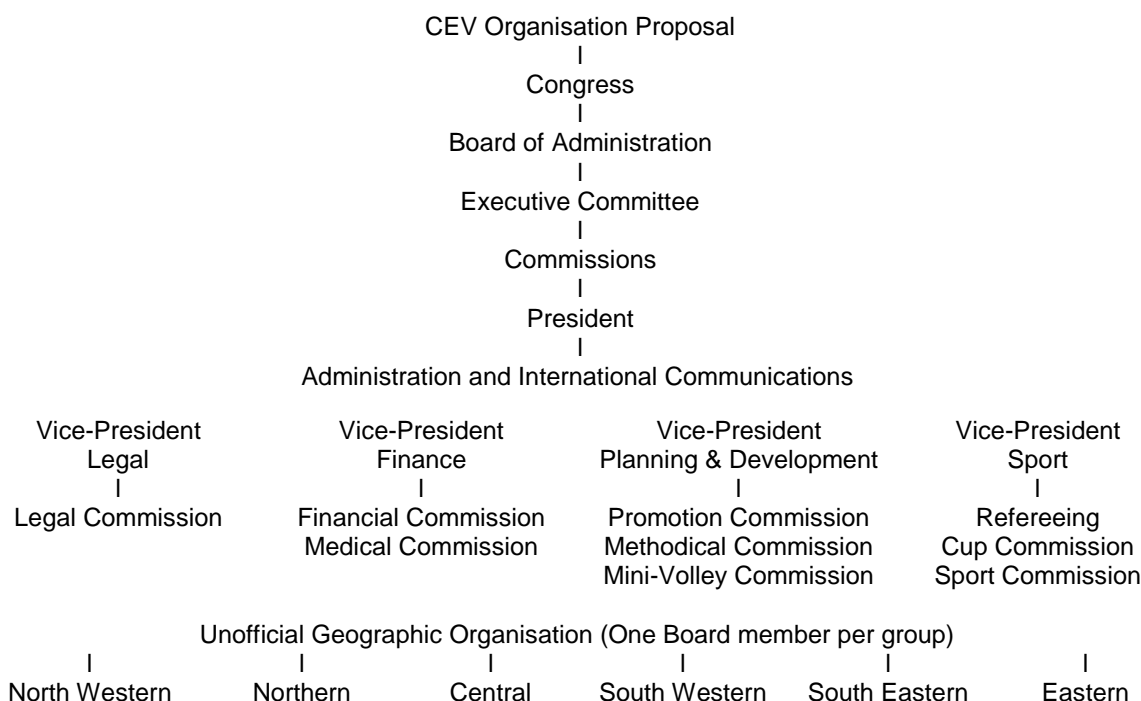 CEV Organisation Proposal
I
Congress
I
Board of Administration
I
Executive Committee
I
Commissions
I
President
I
Administration and International Communications
Vice-President Vice-President Vice-President Vice-President
Legal Finance Planning & Development Sport
I I I I
Legal Commission Financial Commission Promotion Commission Refereeing
Medical Commission Methodical Commission Cup Commission
Mini-Volley Commission Sport Commission
Unofficial Geographic Organisation (One Board member per group)
I I I I I I
North Western Northern Central South Western South Eastern Eastern